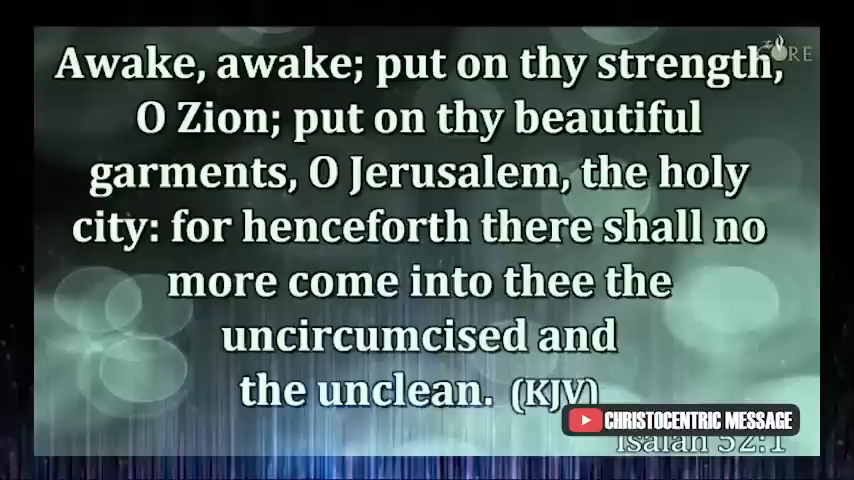 Awake, awake; put on thy strength,
O Zion; put on thy beautiful
garments, O Jerusalem, the holy
city: for henceforth there shall no
more come into thee the
uncircumcised and
the unclean. (KJV)
CHRISTOCENTRIC MESSAGE
Isaiah 52:1